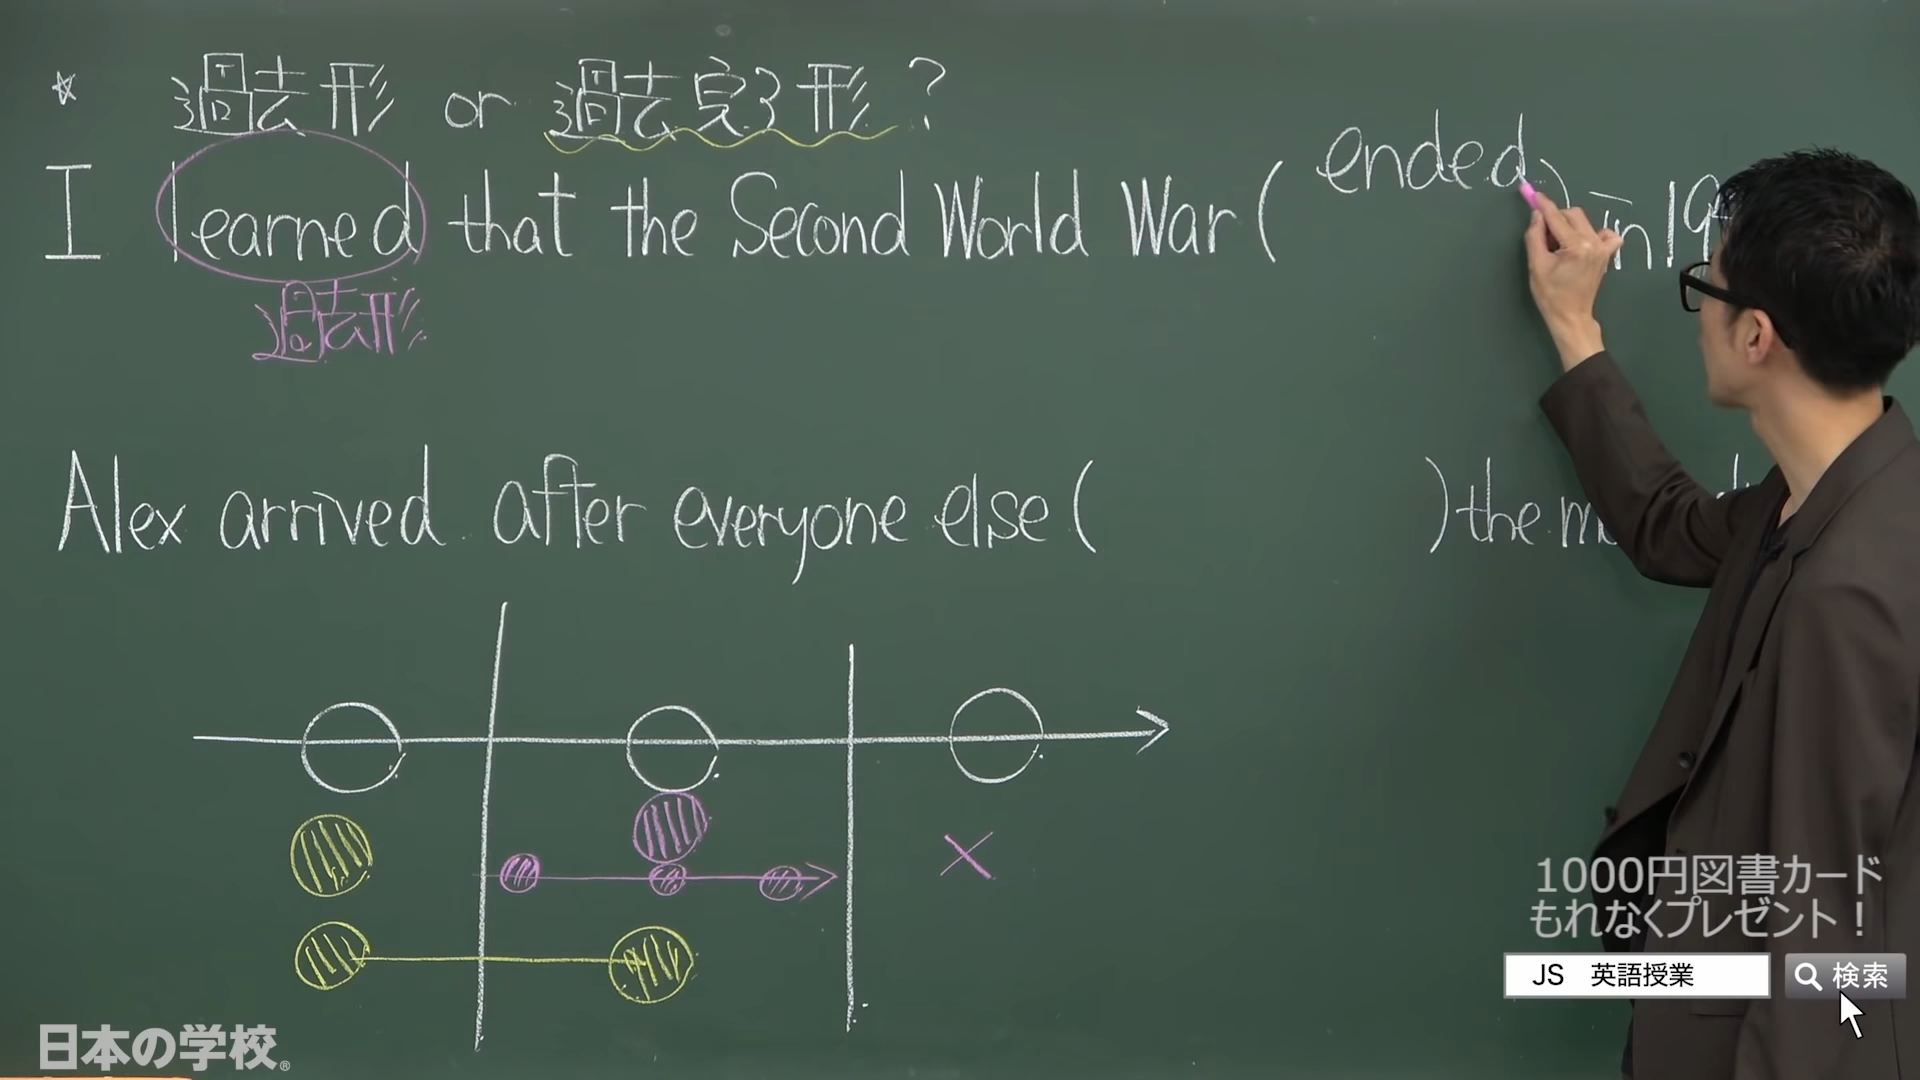 * 過去形 or 過去完了形?
I learned that the Second World War ( ended ) in 19
過去形
Alex arrived after everyone else ( ) the m
1000円図書カード
もれなくプレゼント!
JS 英語授業 検索
日本の学校®